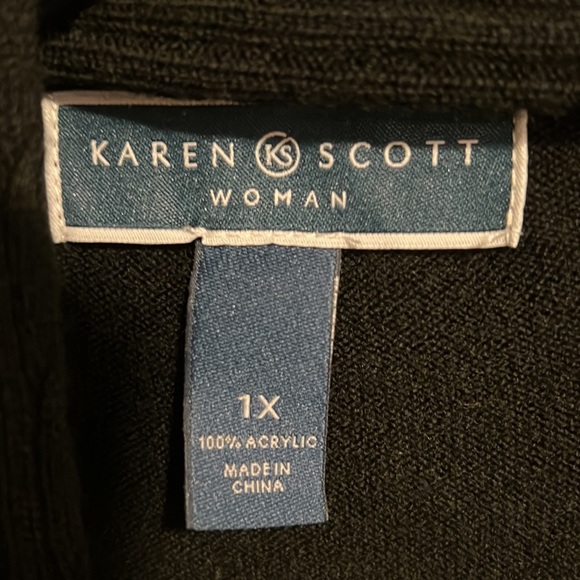 KAREN KS SCOTT
WOMAN
1X
100% ACRYLIC
MADE IN
CHINA